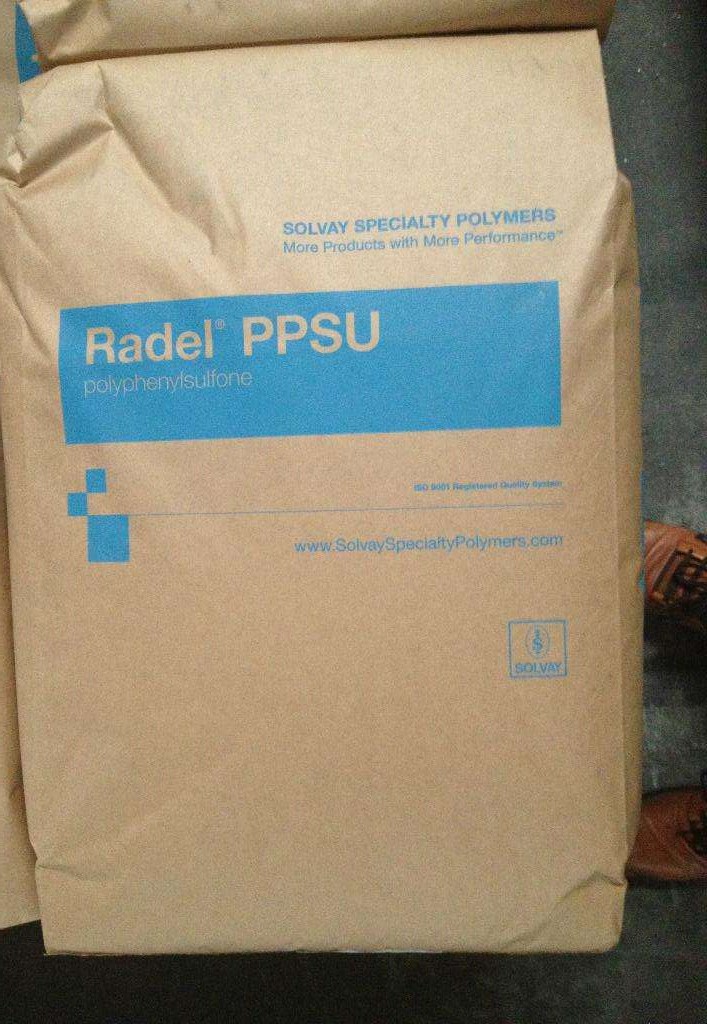 SOLVAY SPECIALTY POLYMERS
More Products with More Performance™
Radel® PPSU
polyphenylsulfone
ISO 9001 Registered Quality System
www.SolvaySpecialtyPolymers.com
SOLVAY